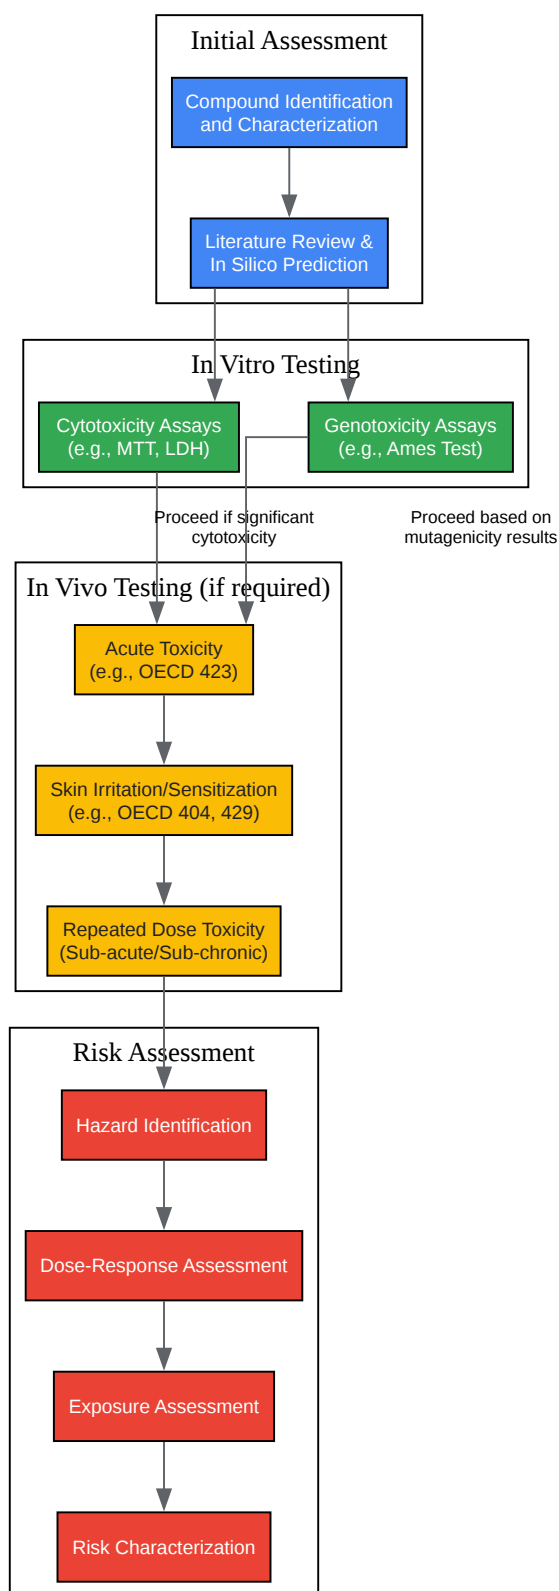 Initial Assessment
Compound Identification
and Characterization
Literature Review &
In Silico Prediction
In Vitro Testing
Cytotoxicity Assays
(e.g., MTT, LDH)
Genotoxicity Assays
(e.g., Ames Test)
Proceed if significant
cytotoxicity
Proceed based on
mutagenicity results
In Vivo Testing (if required)
Acute Toxicity
(e.g., OECD 423)
Skin Irritation/Sensitization
(e.g., OECD 404, 429)
Repeated Dose Toxicity
(Sub-acute/Sub-chronic)
Risk Assessment
Hazard Identification
Dose-Response Assessment
Exposure Assessment
Risk Characterization